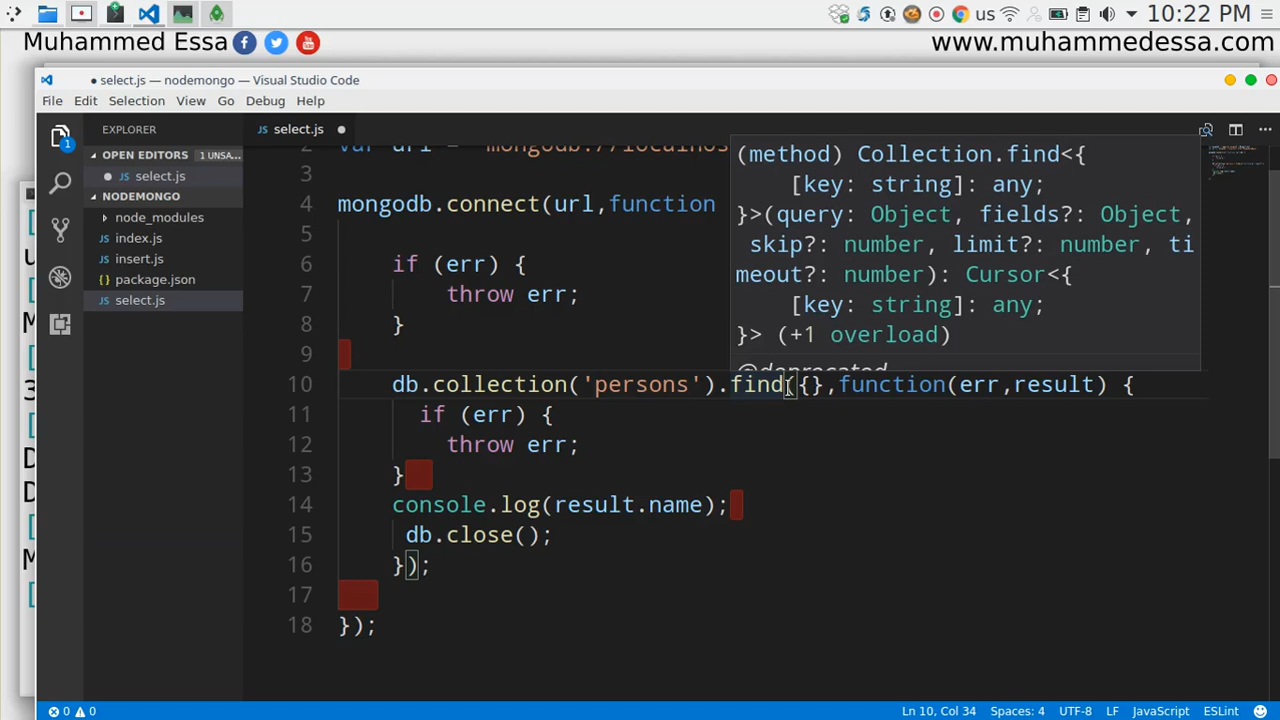 us 10:22 PM
Muhammed Essa www.muhammedessa.com
● select.js — nodemongo — Visual Studio Code
File Edit Selection View Go Debug Help
EXPLORER
select.js
OPEN EDITORS 1 UNSA...
select.js
NODEMONGO
node_modules
index.js
insert.js
package.json
select.js
1
2
3
4 mongodb.connect(url,function
5
6 if (err) {
7 throw err;
8 }
9
10 db.collection('persons').find({},function(err,result) {
11 if (err) {
12 throw err;
13 }
14 console.log(result.name);
15 db.close();
16 });
17
18 });
(method) Collection.find<{
[key: string]: any;
}>(query: Object, fields?: Object,
skip?: number, limit?: number, ti
meout?: number): Cursor<{
[key: string]: any;
}> (+1 overload)
0 0 Ln 10, Col 34 Spaces: 4 UTF-8 LF JavaScript ESLint